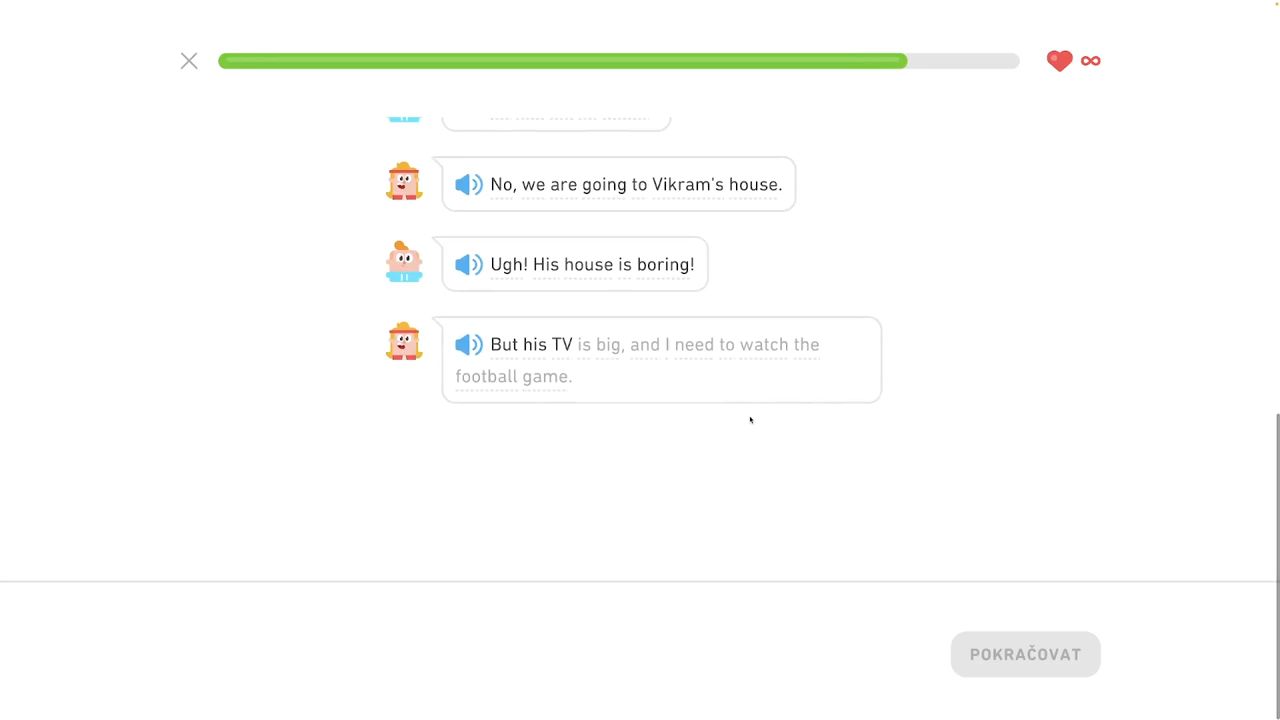 No, we are going to Vikram's house.
Ugh! His house is boring!
But his TV is big, and I need to watch the
football game.
POKRAČOVAT